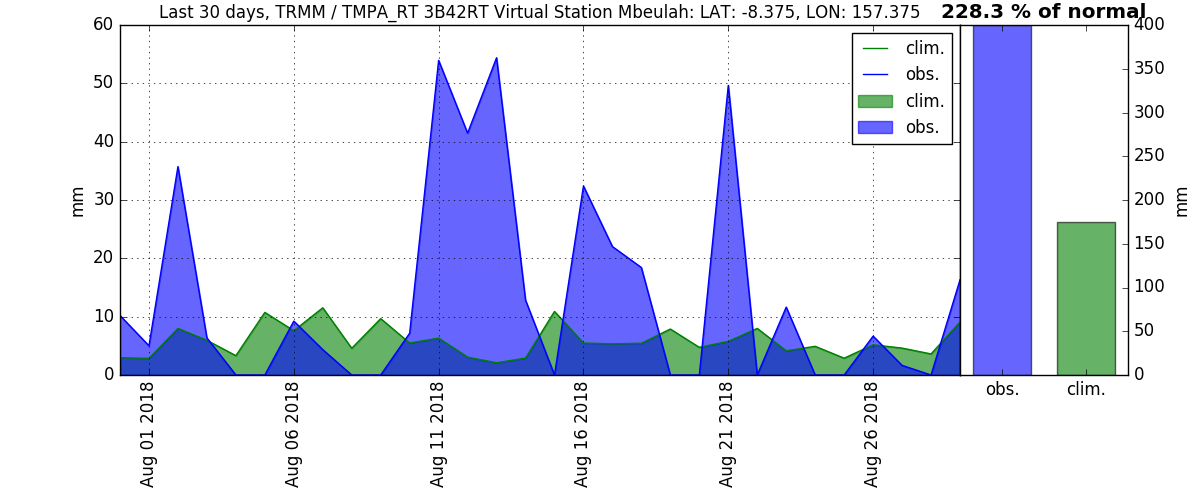 Last 30 days, TRMM / TMPA_RT 3B42RT Virtual Station Mbeulah: LAT: -8.375, LON: 157.375
228.3 % of normal
60
50
40
30
20
10
0
mm
clim.
obs.
clim.
obs.
400
350
300
250
200
150
100
50
0
mm
obs.
clim.
Aug 01 2018
Aug 06 2018
Aug 11 2018
Aug 16 2018
Aug 21 2018
Aug 26 2018